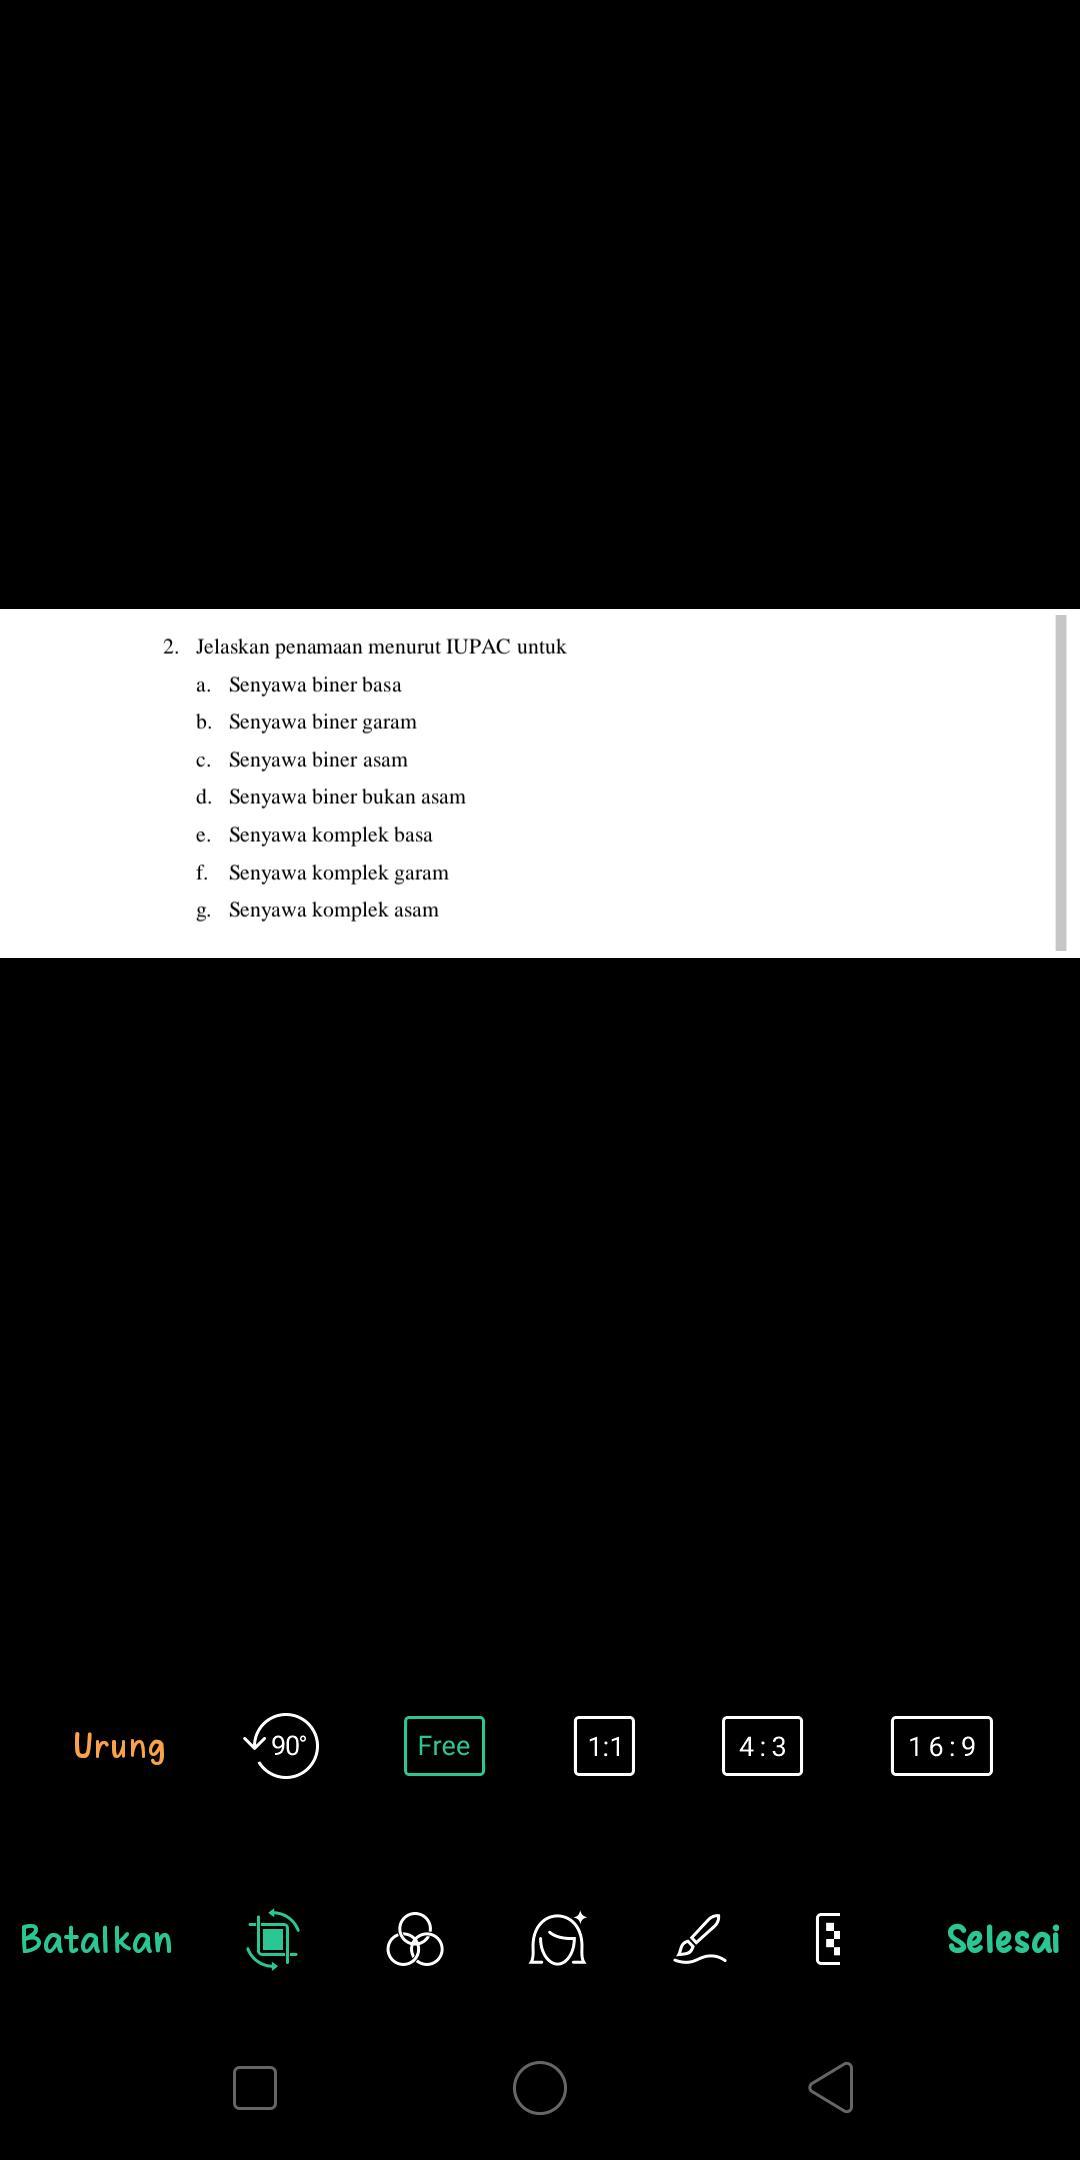 2. Jelaskan penamaan menurut IUPAC untuk
a. Senyawa biner basa
b. Senyawa biner garam
c. Senyawa biner asam
d. Senyawa biner bukan asam
e. Senyawa komplek basa
f. Senyawa komplek garam
g. Senyawa komplek asam
Urung 90° Free 1:1 4:3 16:9
Batalkan Selesai